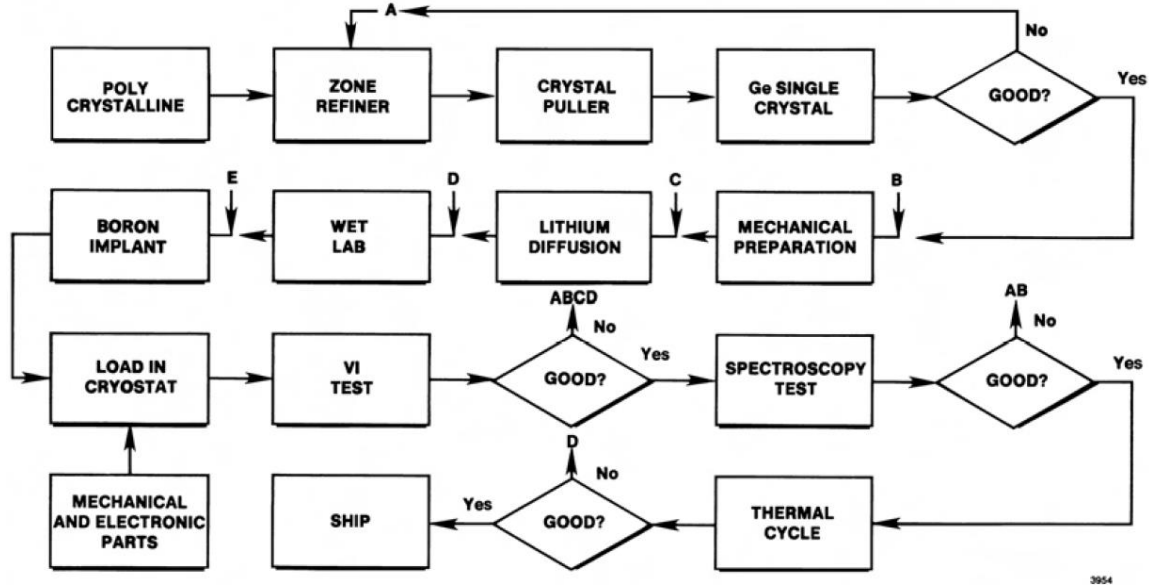 A
No
POLY
CRYSTALLINE
ZONE
REFINER
CRYSTAL
PULLER
Ge SINGLE
CRYSTAL
GOOD?
Yes
E
D
C
B
BORON
IMPLANT
WET
LAB
LITHIUM
DIFFUSION
MECHANICAL
PREPARATION
ABCD
AB
No
No
LOAD IN
CRYOSTAT
VI
TEST
GOOD?
Yes
SPECTROSCOPY
TEST
GOOD?
Yes
D
No
MECHANICAL
AND ELECTRONIC
PARTS
SHIP
Yes
GOOD?
THERMAL
CYCLE
3954